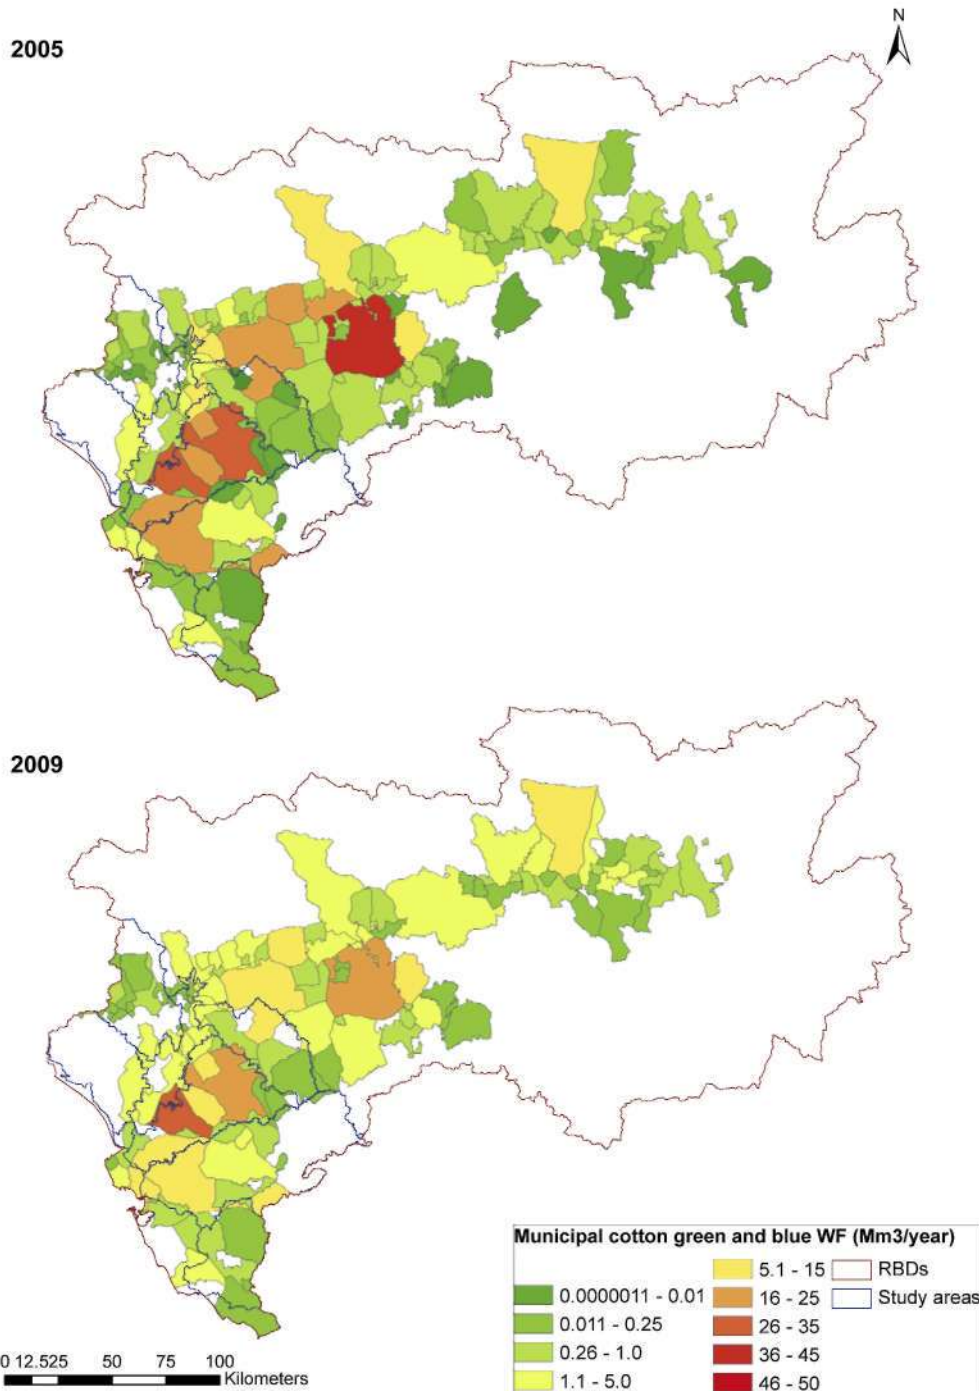 N
2005
2009
Municipal cotton green and blue WF (Mm3/year)
0.0000011 - 0.01
0.011 - 0.25
0.26 - 1.0
1.1 - 5.0
5.1 - 15
16 - 25
26 - 35
36 - 45
46 - 50
RBDs
Study areas
0 12.525 50 75 100
Kilometers